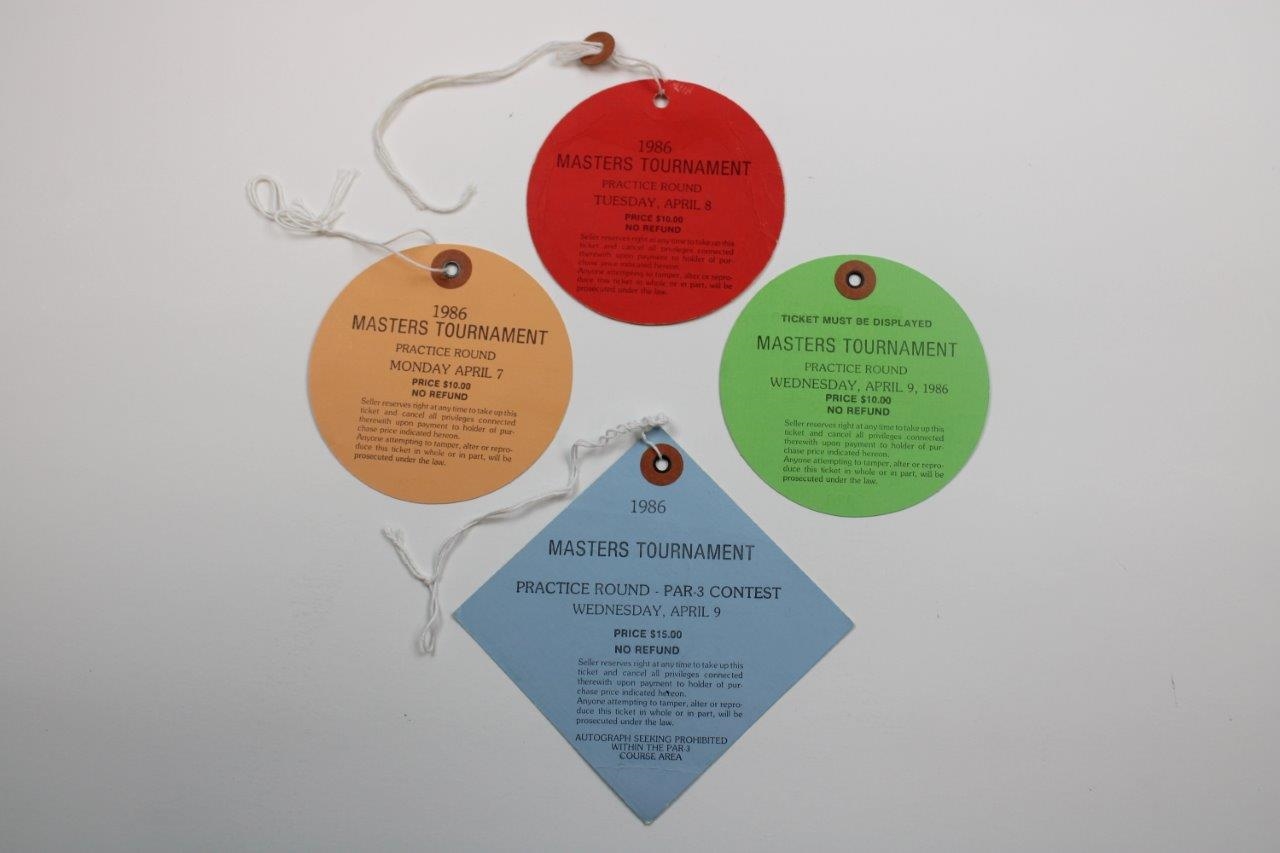 1986
MASTERS TOURNAMENT
PRACTICE ROUND
TUESDAY, APRIL 8
PRICE $10.00
NO REFUND
Seller reserves right at any time to take up this
ticket and cancel all privileges connected
therewith upon payment to holder of pur-
chase price indicated hereon.
Anyone attempting to tamper, alter or repro-
duce this ticket in whole or in part, will be
prosecuted under the law.
1986
MASTERS TOURNAMENT
PRACTICE ROUND
MONDAY APRIL 7
PRICE $10.00
NO REFUND
Seller reserves right at any time to take up this
ticket and cancel all privileges connected
therewith upon payment to holder of pur-
chase price indicated hereon.
Anyone attempting to tamper, alter or repro-
duce this ticket in whole or in part, will be
prosecuted under the law.
TICKET MUST BE DISPLAYED
MASTERS TOURNAMENT
PRACTICE ROUND
WEDNESDAY, APRIL 9, 1986
PRICE $10.00
NO REFUND
Seller reserves right at any time to take up this
ticket and cancel all privileges connected
therewith upon payment to holder of pur-
chase price indicated hereon.
Anyone attempting to tamper, alter or repro-
duce this ticket in whole or in part, will be
prosecuted under the law.
1986
MASTERS TOURNAMENT
PRACTICE ROUND - PAR-3 CONTEST
WEDNESDAY, APRIL 9
PRICE $15.00
NO REFUND
Seller reserves right at any time to take up this
ticket and cancel all privileges connected
therewith upon payment to holder of pur-
chase price indicated hereon.
Anyone attempting to tamper, alter or repro-
duce this ticket in whole or in part, will be
prosecuted under the law.
AUTOGRAPH SEEKING PROHIBITED
WITHIN THE PAR-3
COURSE AREA